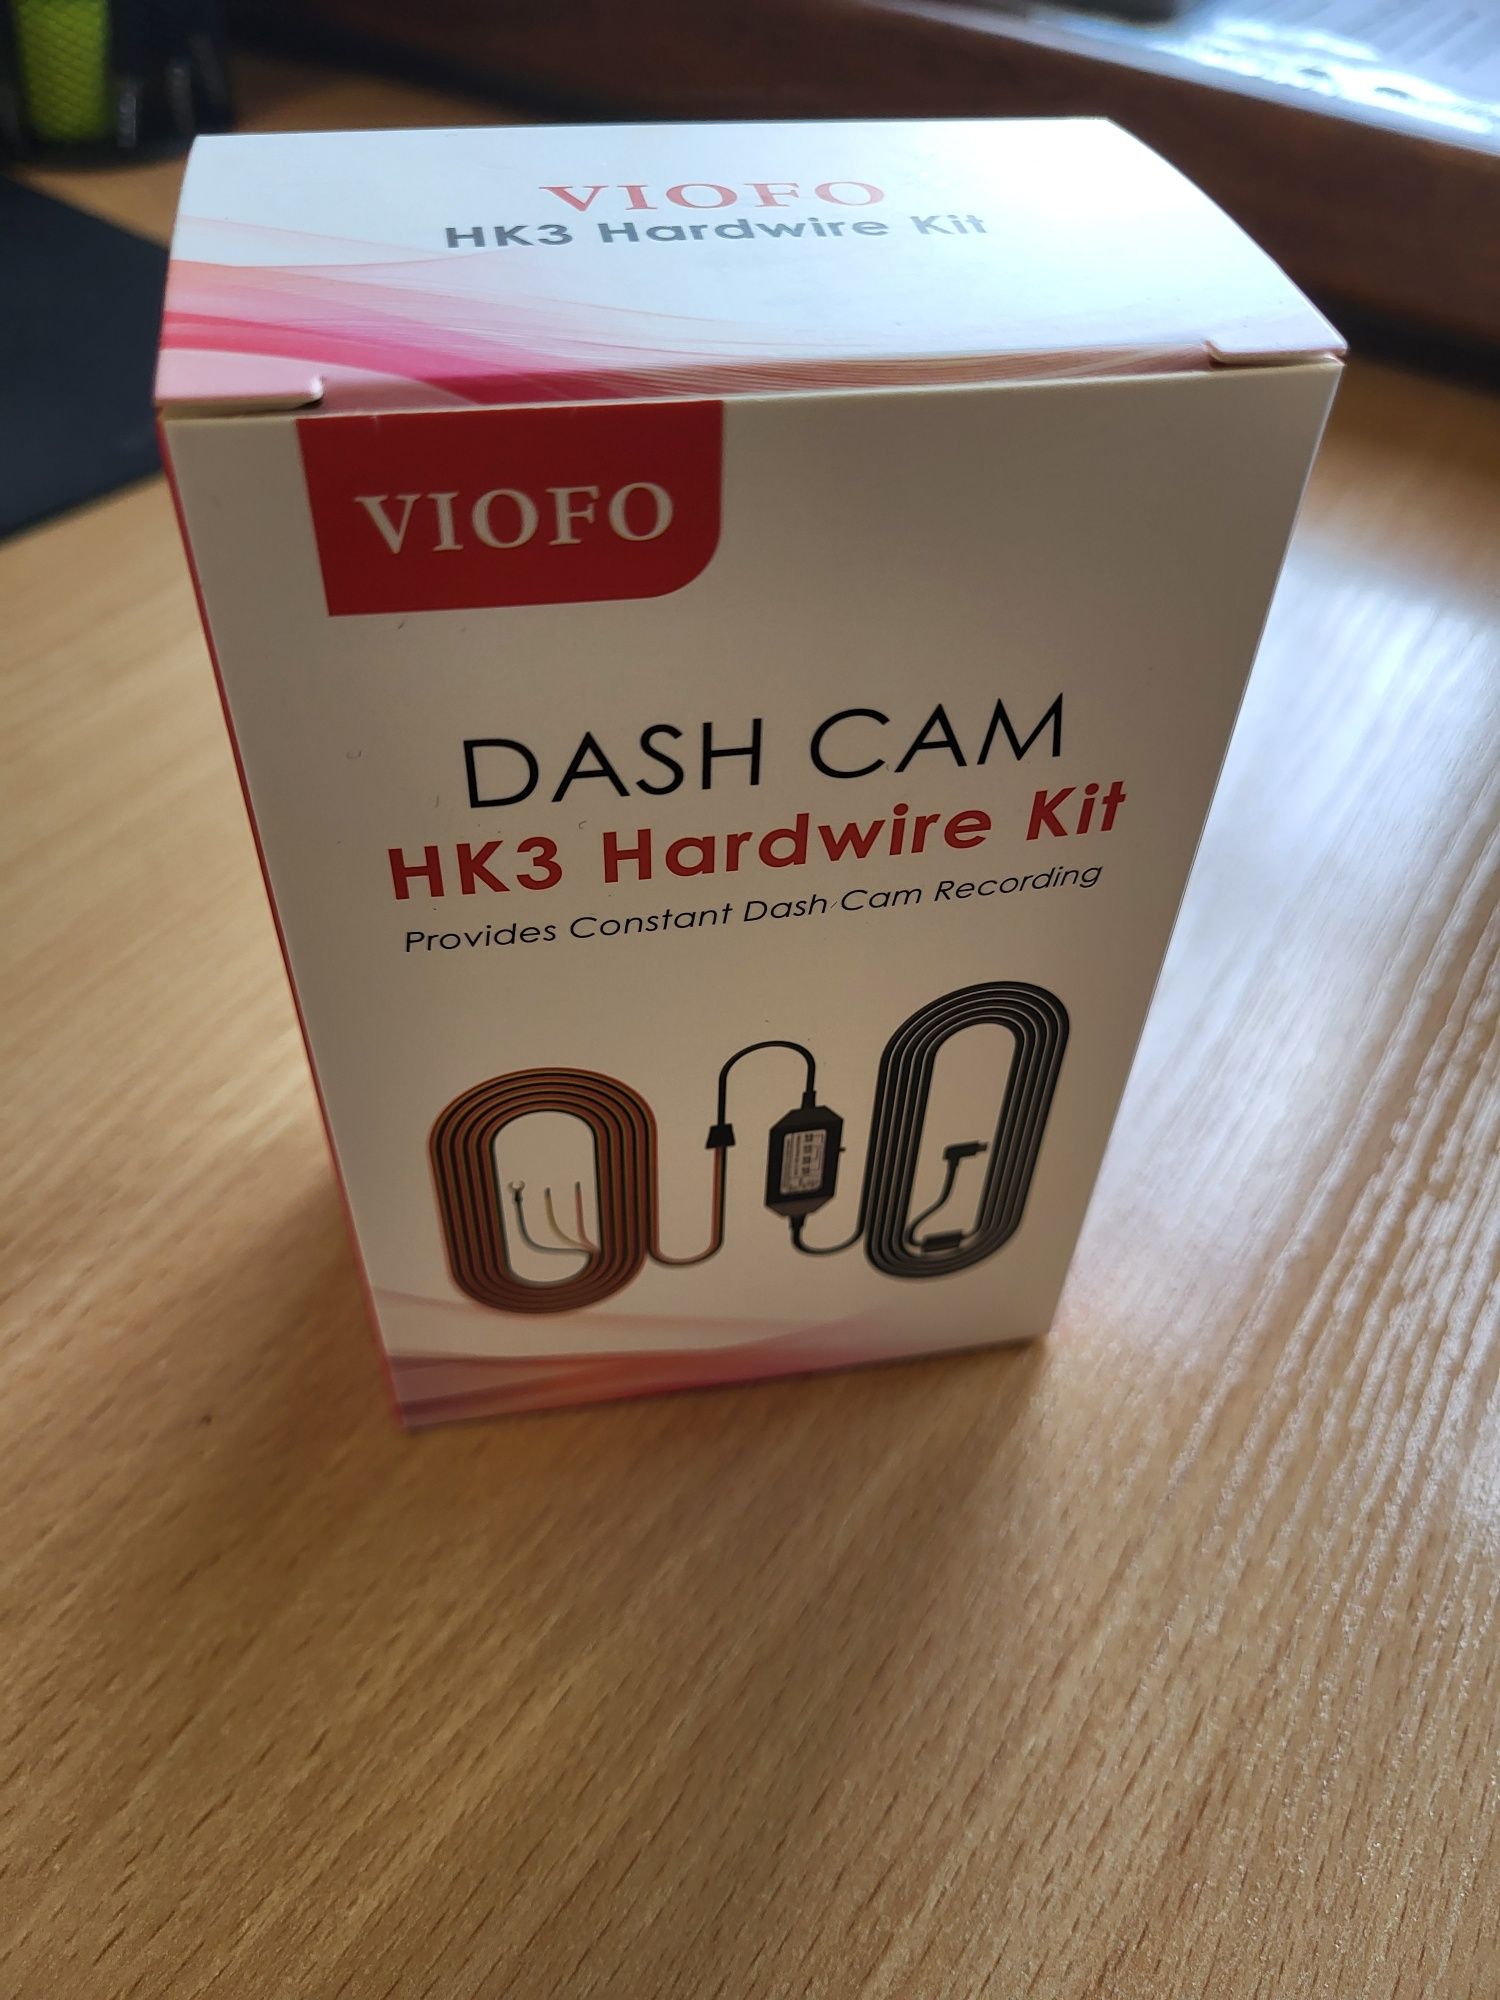 VIOFO
HK3 Hardwire Kit
VIOFO
DASH CAM
HK3 Hardwire Kit
Provides Constant Dash Cam Recording